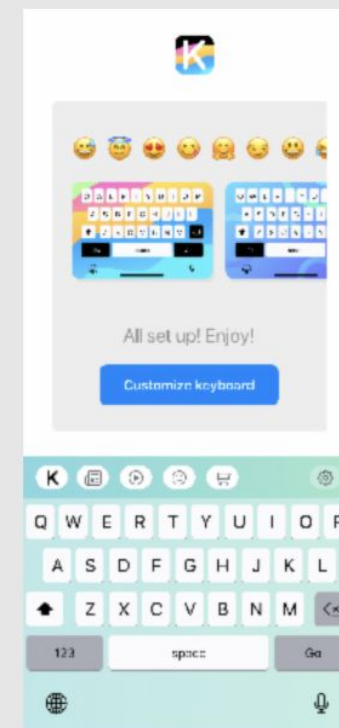 K
All set up! Enjoy!
Customize keyboard
K
Q W E R T Y U I O P
A S D F G H J K L
Z X C V B N M
123 space Go